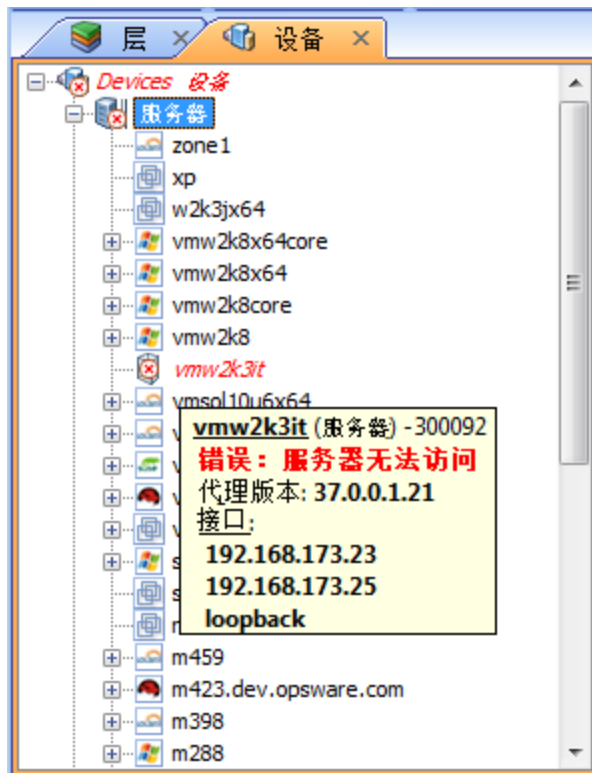 层
设备
Devices 设备
服务器
zone1
xp
w2k3jx64
vmw2k8x64core
vmw2k8x64
vmw2k8core
vmw2k8
vmw2k3it
vmsol10u6x64
vmw2k3it (服务器) -300092
错误：服务器无法访问
代理版本: 37.0.0.1.21
接口:
192.168.173.23
192.168.173.25
loopback
m459
m423.dev.opsware.com
m398
m288